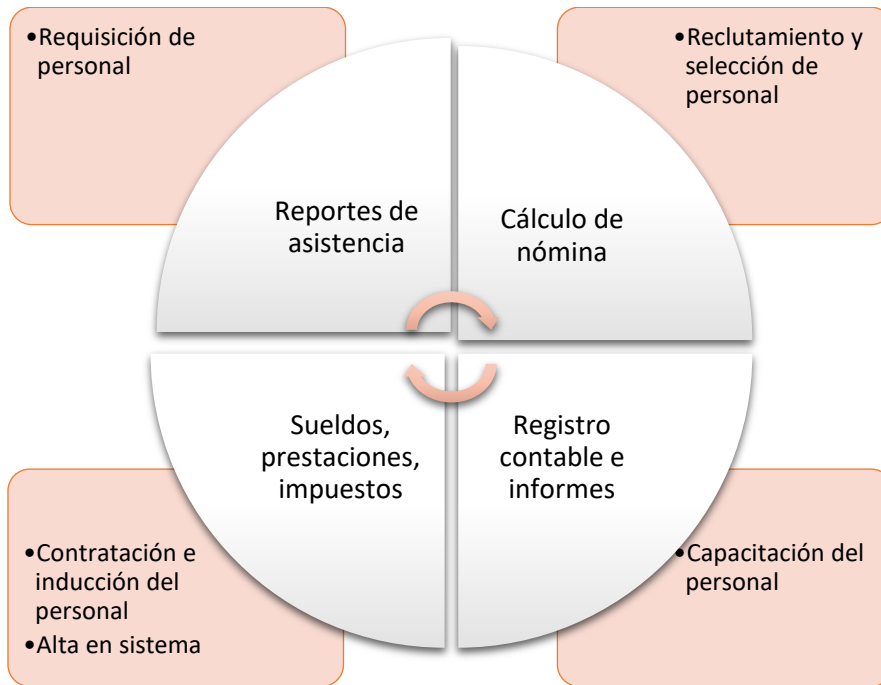 •Requisición de
personal
•Reclutamiento y
selección de
personal
Reportes de
asistencia
Cálculo de
nómina
Sueldos,
prestaciones,
impuestos
Registro
contable e
informes
•Contratación e
inducción del
personal
•Alta en sistema
•Capacitación del
personal